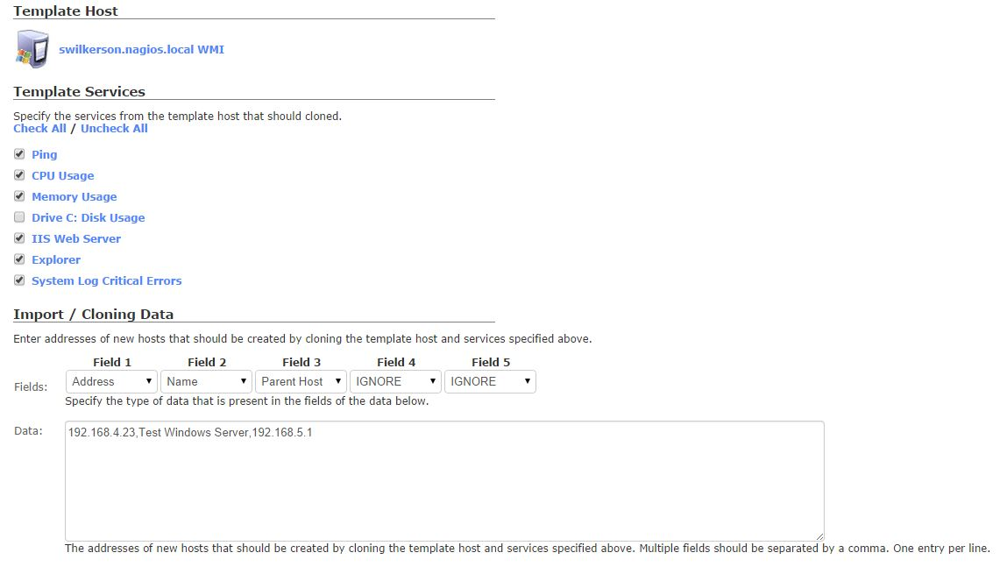 Template Host
swilkerson.nagios.local WMI
Template Services
Specify the services from the template host that should cloned.
Check All / Uncheck All
Ping
CPU Usage
Memory Usage
Drive C: Disk Usage
IIS Web Server
Explorer
System Log Critical Errors
Import / Cloning Data
Enter addresses of new hosts that should be created by cloning the template host and services specified above.
Field 1 Field 2 Field 3 Field 4 Field 5
Fields: Address Name Parent Host IGNORE IGNORE
Specify the type of data that is present in the fields of the data below.
Data: 192.168.4.23,Test Windows Server,192.168.5.1
The addresses of new hosts that should be created by cloning the template host and services specified above. Multiple fields should be separated by a comma. One entry per line.